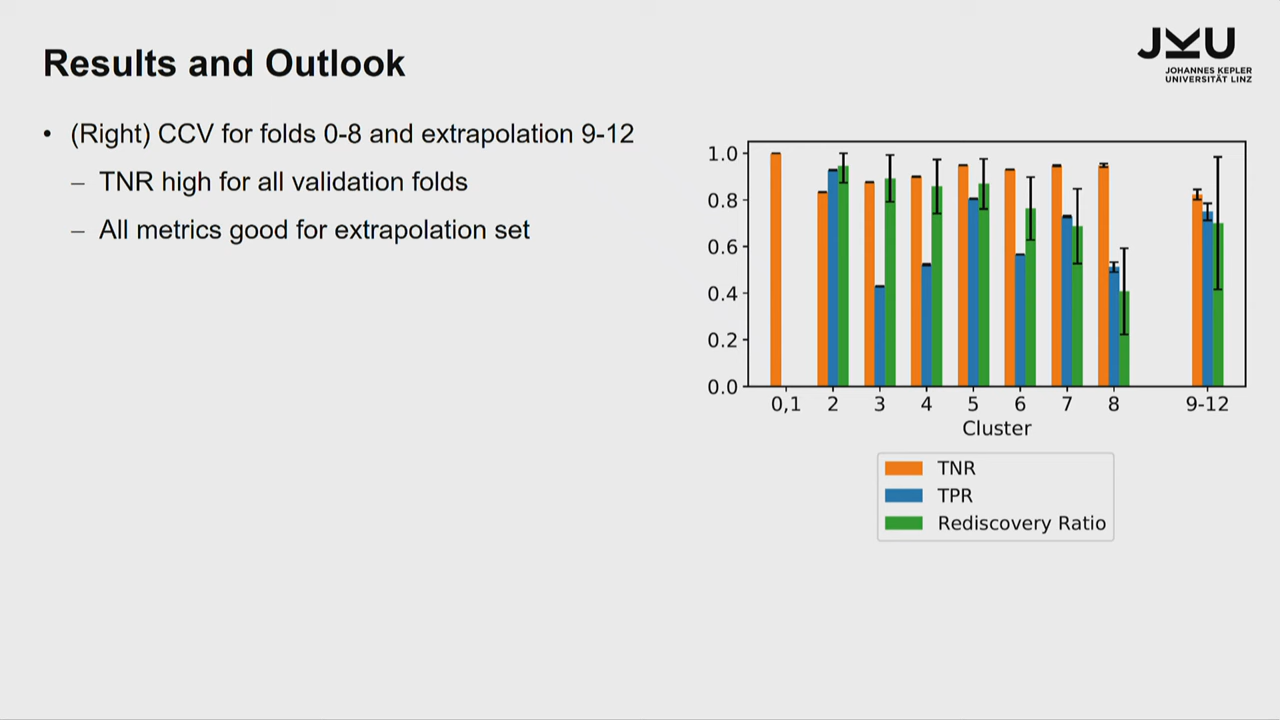 Results and Outlook
JKU
JOHANNES KEPLER
UNIVERSITÄT LINZ
• (Right) CCV for folds 0-8 and extrapolation 9-12
– TNR high for all validation folds
– All metrics good for extrapolation set
1.0
0.8
0.6
0.4
0.2
0.0
0,1 2 3 4 5 6 7 8 9-12
Cluster
TNR
TPR
Rediscovery Ratio